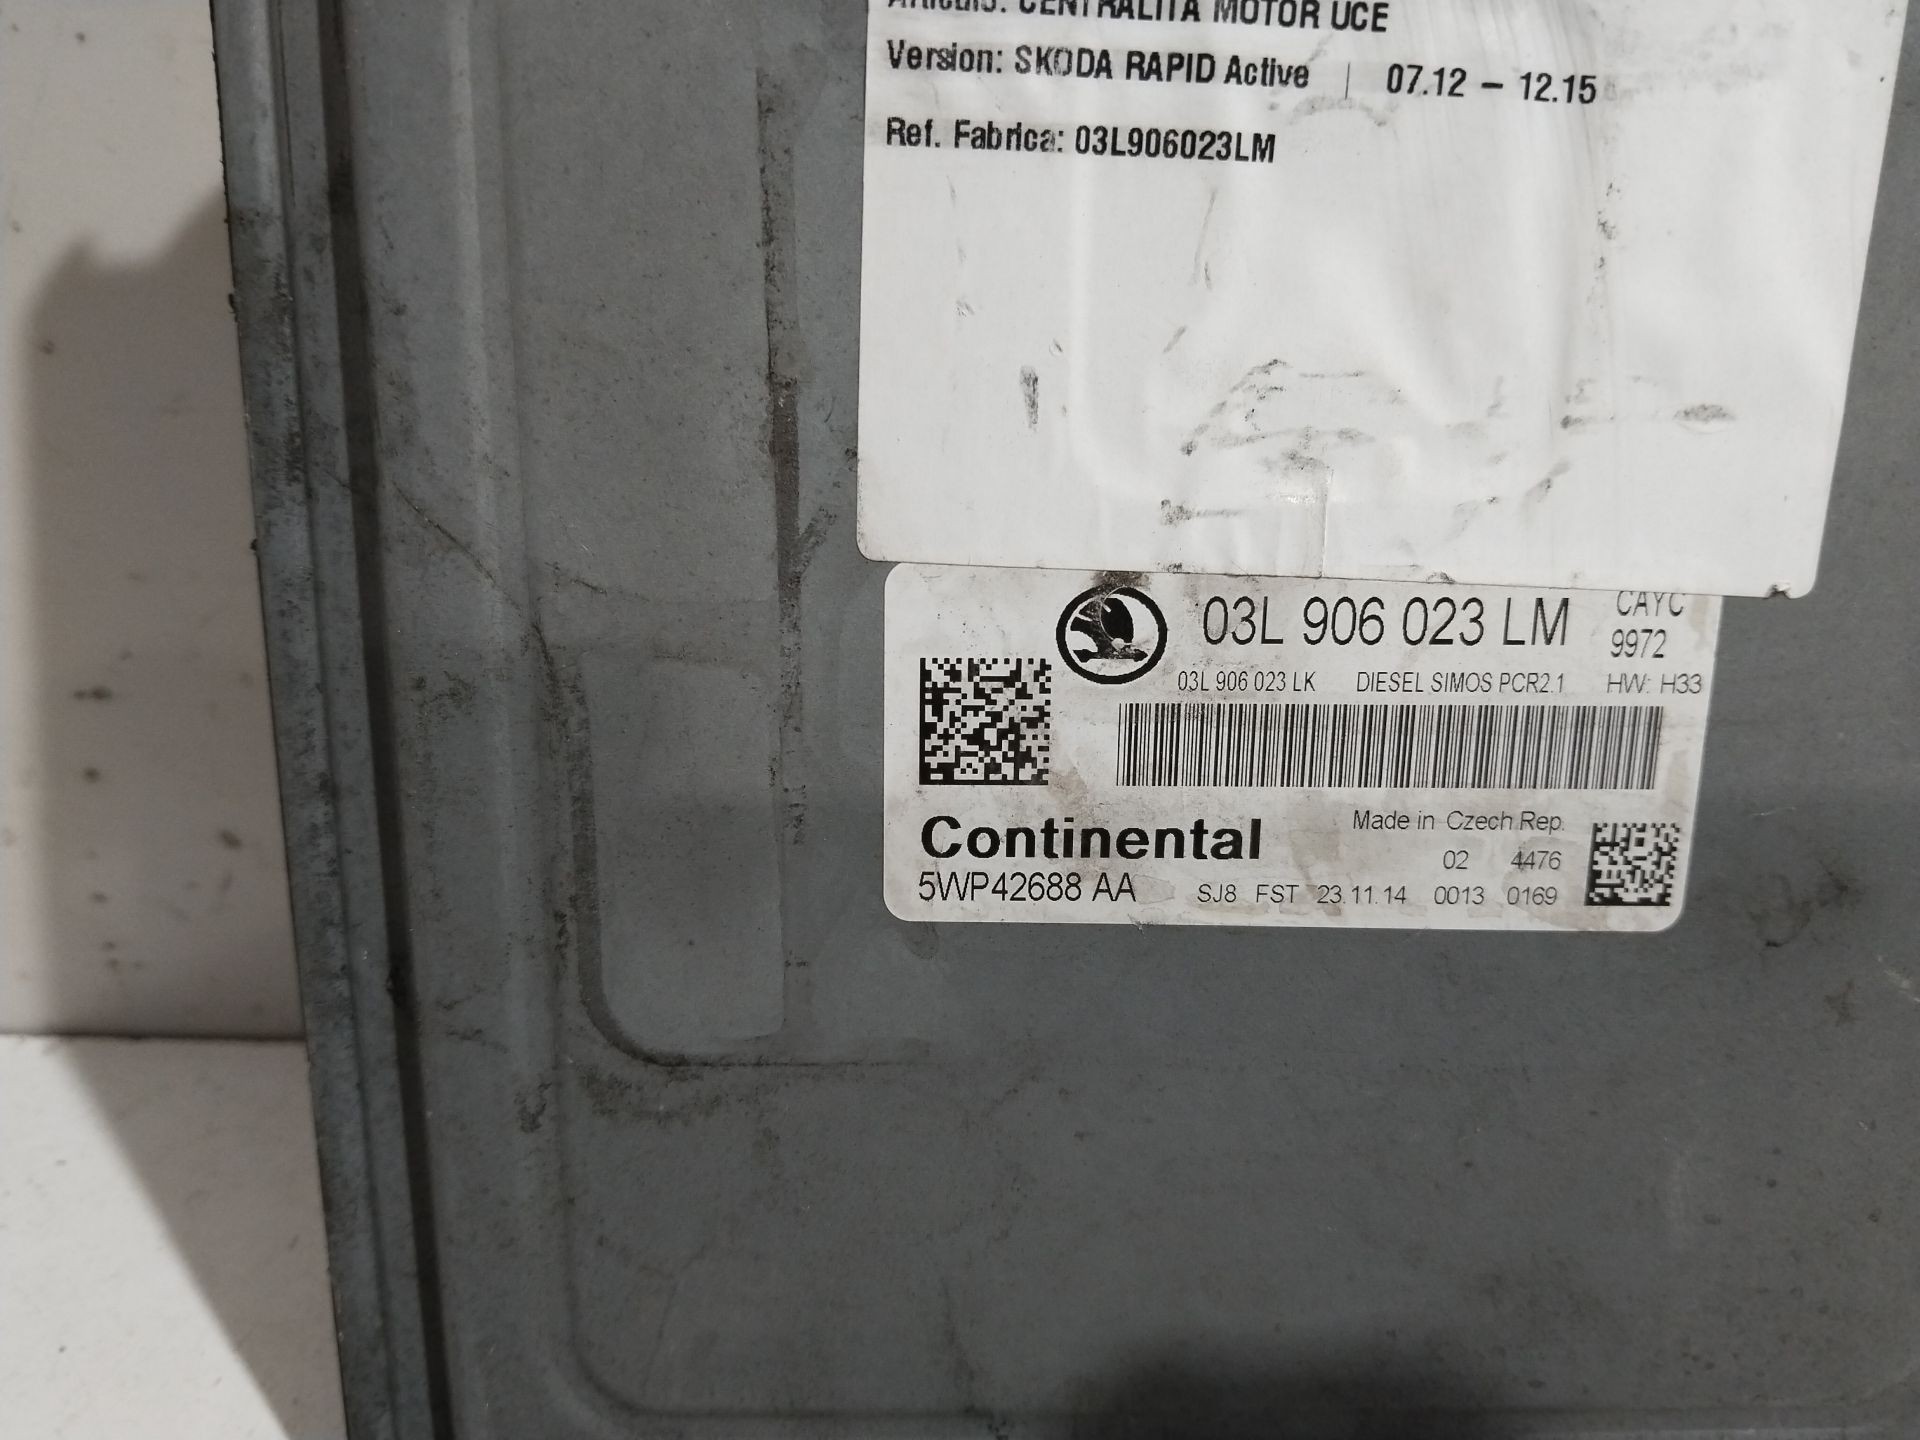 Articulo: CENTRALITA MOTOR UCE
Version: SKODA RAPID Active | 07.12 - 12.15
Ref. Fabrica: 03L906023LM
03L 906 023 LM
CAYC
9972
03L 906 023 LK DIESEL SIMOS PCR2.1 HW: H33
Continental
Made in Czech Rep.
02 4476
5WP42688 AA SJ8 FST 23.11.14 0013 0169